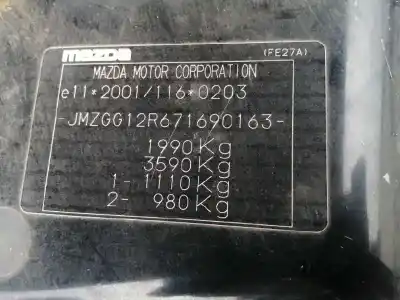 mazda
(FE27A)
MAZDA MOTOR CORPORATION
e11*2001/116*0203
-JMZGG12R671690163-
1990Kg
3590Kg
1- 1110Kg
2- 980Kg